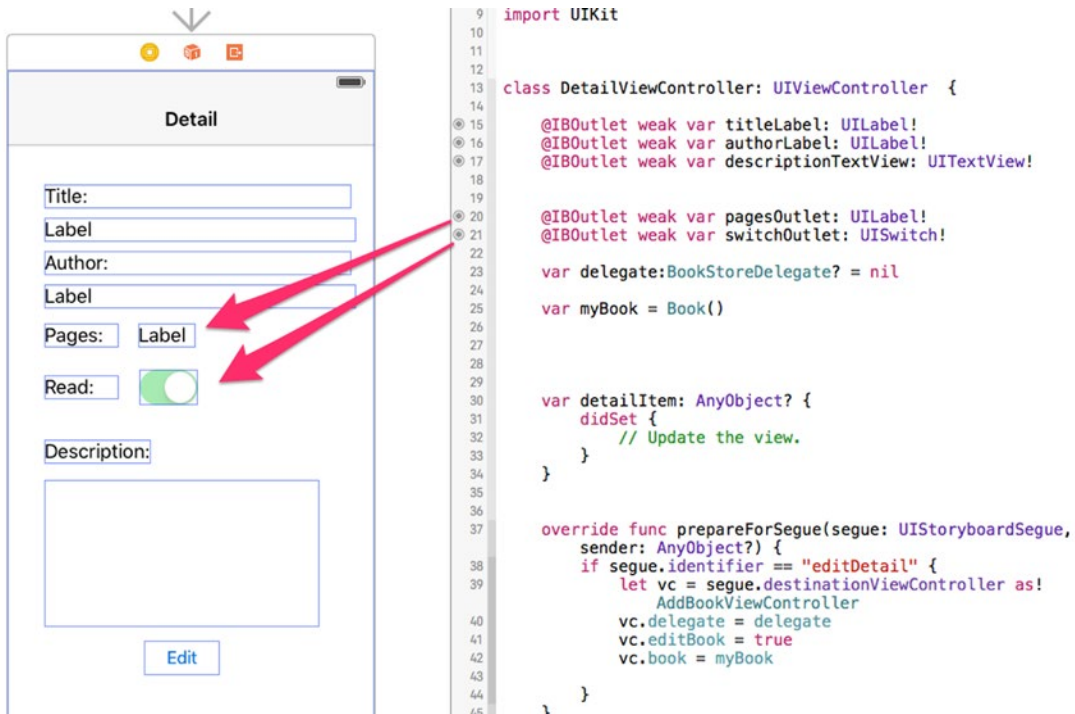 Detail
Title:
Label
Author:
Label
Pages: Label
Read:
Description:
Edit
9 import UIKit
10
11
12
13 class DetailViewController: UIViewController  {
14
15     @IBOutlet weak var titleLabel: UILabel!
16     @IBOutlet weak var authorLabel: UILabel!
17     @IBOutlet weak var descriptionTextView: UITextView!
18
19
20     @IBOutlet weak var pagesOutlet: UILabel!
21     @IBOutlet weak var switchOutlet: UISwitch!
22
23     var delegate:BookStoreDelegate? = nil
24
25     var myBook = Book()
26
27
28
29
30     var detailItem: AnyObject? {
31         didSet {
32             // Update the view.
33         }
34     }
35
36
37     override func prepareForSegue(segue: UIStoryboardSegue,
sender: AnyObject?) {
38         if segue.identifier == "editDetail" {
39             let vc = segue.destinationViewController as!
AddBookViewController
40             vc.delegate = delegate
41             vc.editBook = true
42             vc.book = myBook
43
44         }
45     }